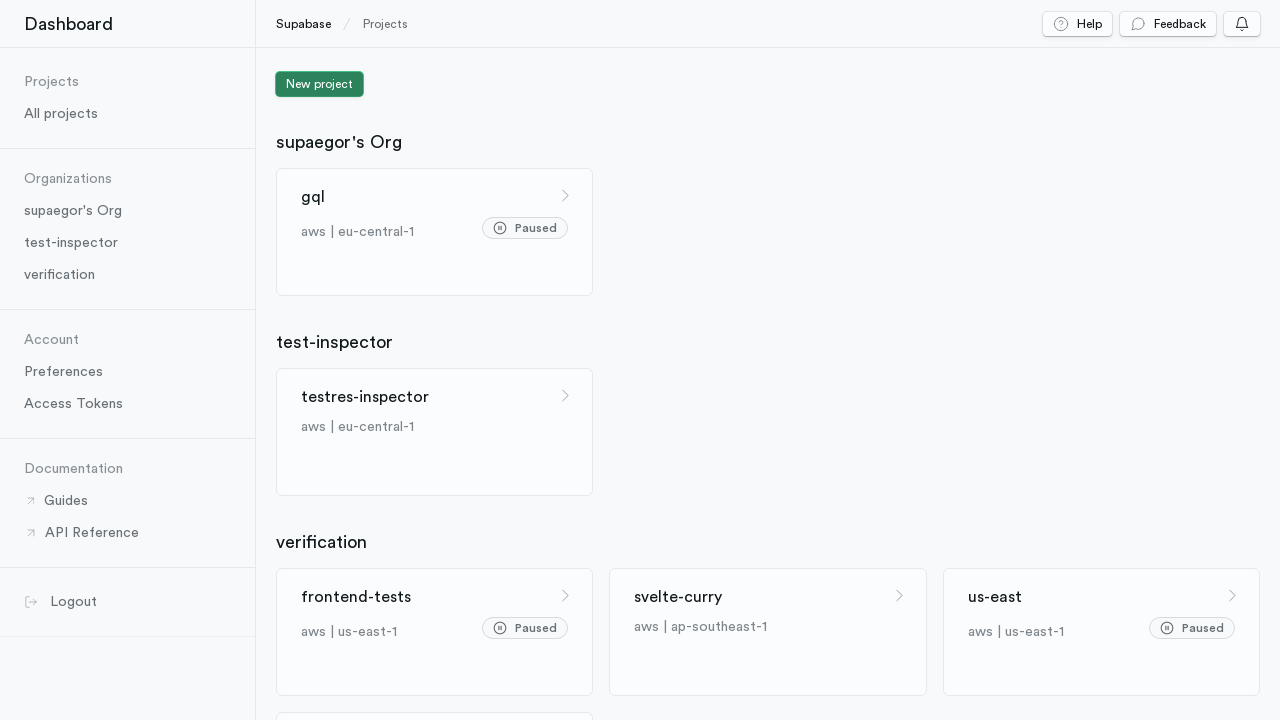 Dashboard
Supabase
Projects
Help
Feedback
Projects
All projects
Organizations
supaegor's Org
test-inspector
verification
Account
Preferences
Access Tokens
Documentation
Guides
API Reference
Logout
New project
supaegor's Org
gql
aws | eu-central-1
Paused
test-inspector
testres-inspector
aws | eu-central-1
verification
frontend-tests
aws | us-east-1
Paused
svelte-curry
aws | ap-southeast-1
us-east
aws | us-east-1
Paused